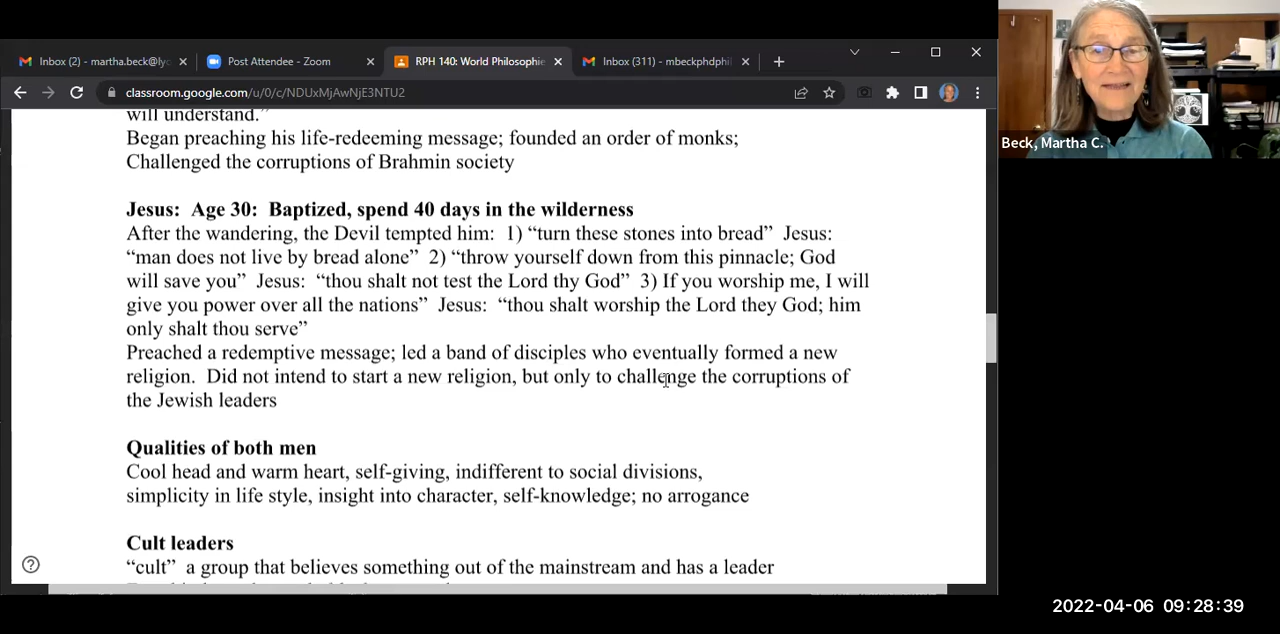 Inbox (2) - martha.beck@lyc
Post Attendee - Zoom
RPH 140: World Philosophie
Inbox (311) - mbeckphdphil
classroom.google.com/u/0/c/NDUxMjAwNjE3NTU2
will understand.”
Began preaching his life-redeeming message; founded an order of monks;
Challenged the corruptions of Brahmin society
Jesus: Age 30: Baptized, spend 40 days in the wilderness
After the wandering, the Devil tempted him: 1) “turn these stones into bread” Jesus:
“man does not live by bread alone” 2) “throw yourself down from this pinnacle; God
will save you” Jesus: “thou shalt not test the Lord thy God” 3) If you worship me, I will
give you power over all the nations” Jesus: “thou shalt worship the Lord they God; him
only shalt thou serve”
Preached a redemptive message; led a band of disciples who eventually formed a new
religion. Did not intend to start a new religion, but only to challenge the corruptions of
the Jewish leaders
Qualities of both men
Cool head and warm heart, self-giving, indifferent to social divisions,
simplicity in life style, insight into character, self-knowledge; no arrogance
Cult leaders
“cult” a group that believes something out of the mainstream and has a leader
Beck, Martha C.
2022-04-06 09:28:39